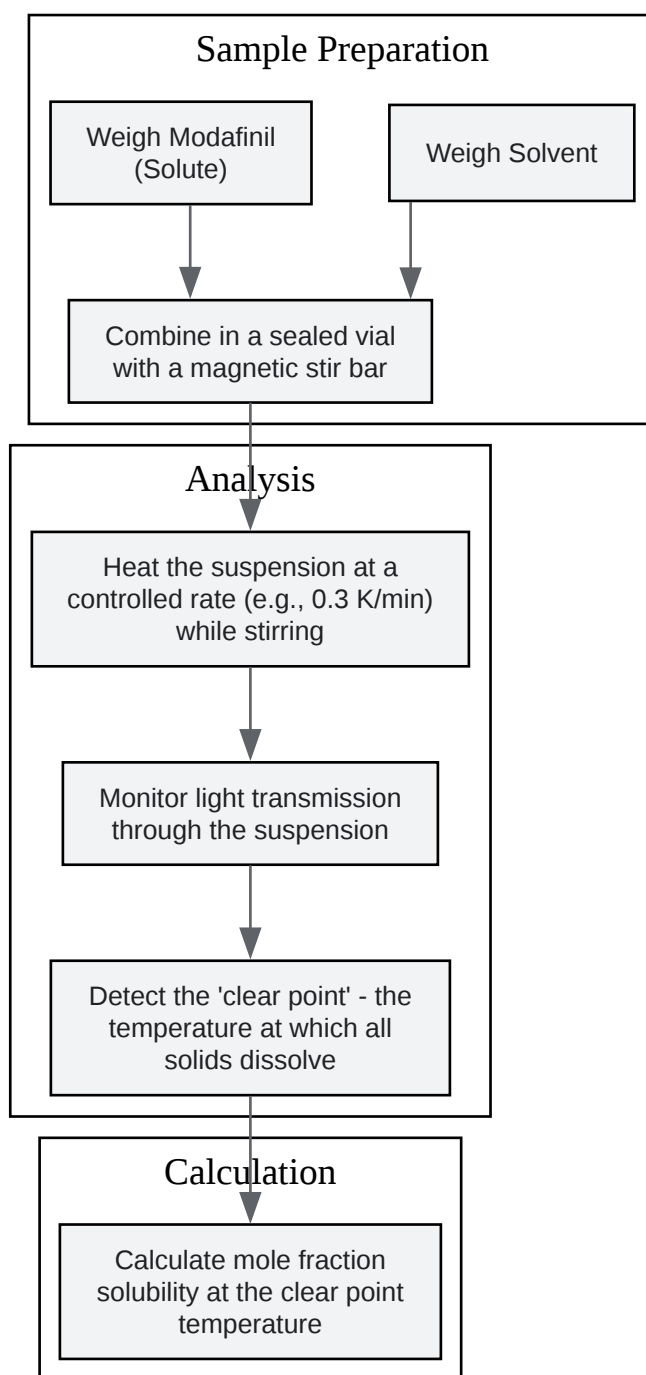 Sample Preparation
Weigh Modafinil
(Solute)
Weigh Solvent
Combine in a sealed vial
with a magnetic stir bar
Analysis
Heat the suspension at a
controlled rate (e.g., 0.3 K/min)
while stirring
Monitor light transmission
through the suspension
Detect the 'clear point' - the
temperature at which all
solids dissolve
Calculation
Calculate mole fraction
solubility at the clear point
temperature